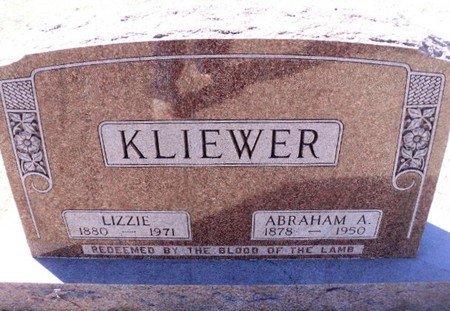 KLIEWER
LIZZIE
1880 — 1971
ABRAHAM A.
1878 — 1950
REDEEMED BY THE BLOOD OF THE LAMB